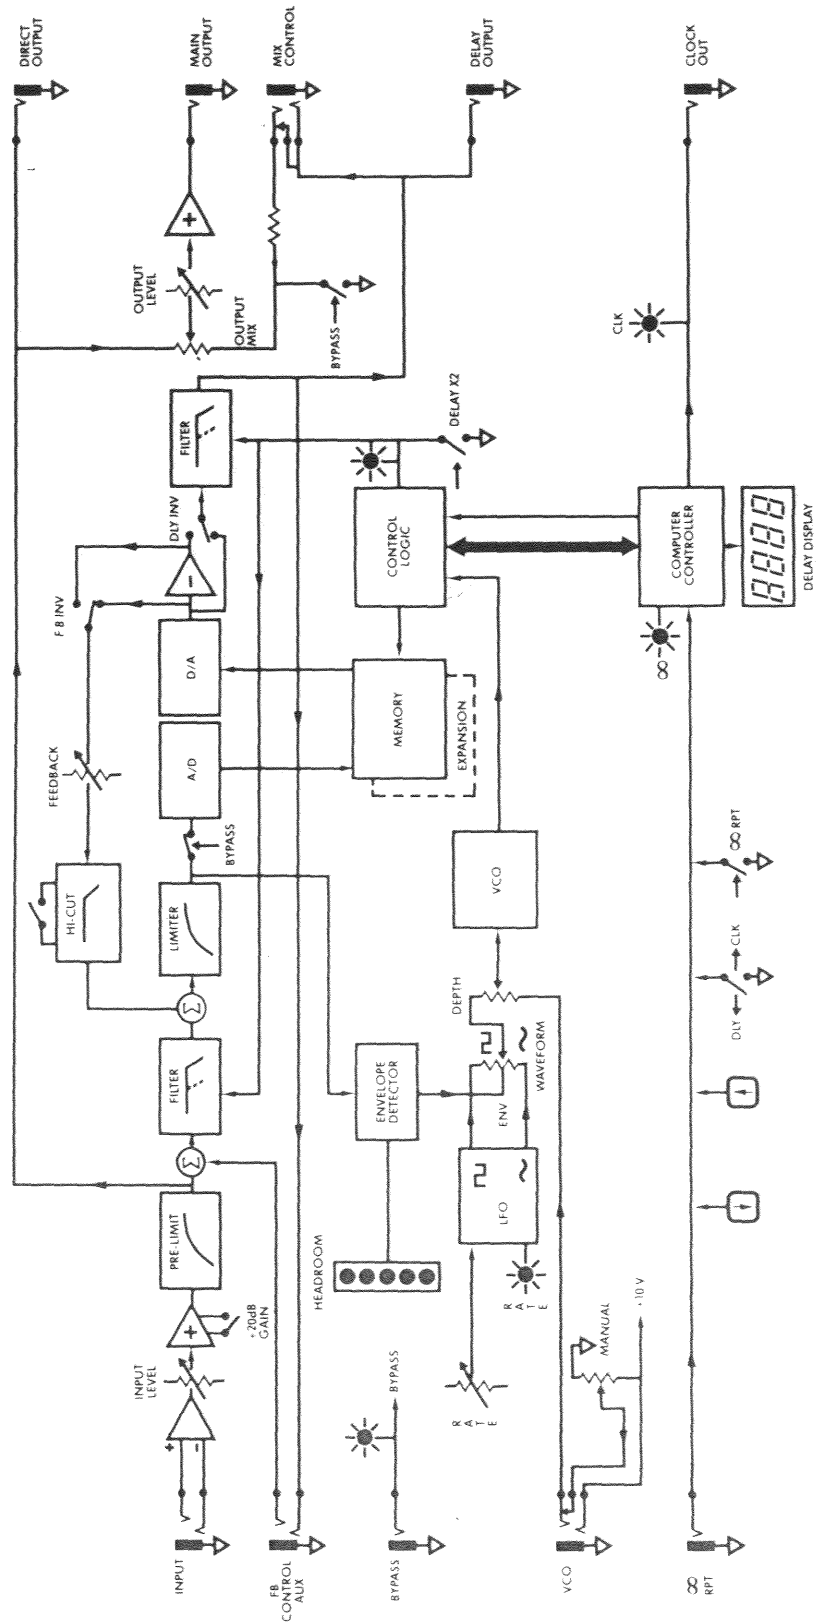 DIRECT
OUTPUT
MAIN
OUTPUT
MIX
CONTROL
DELAY OUTPUT
CLOCK
OUT
+
OUTPUT
LEVEL
OUTPUT
MIX
BYPASS
CLK
FILTER
DELAY X2
DLY INV
F B INV
-
CONTROL
LOGIC
COMPUTER
CONTROLLER
8888
DELAY DISPLAY
∞
D/A
MEMORY
EXPANSION
A/D
FEEDBACK
BYPASS
HI-CUT
LIMITER
VCO
∞ RPT
DLY
CLK
Σ
DEPTH
WAVEFORM
ENV
ENVELOPE
DETECTOR
FILTER
Σ
LFO
PRE-LIMIT
HEADROOM
RATE
+
+20dB
GAIN
INPUT
LEVEL
MANUAL
+10 V
BYPASS
RATE
+
-
INPUT
FB
CONTROL
AUX
BYPASS
VCO
∞
RPT